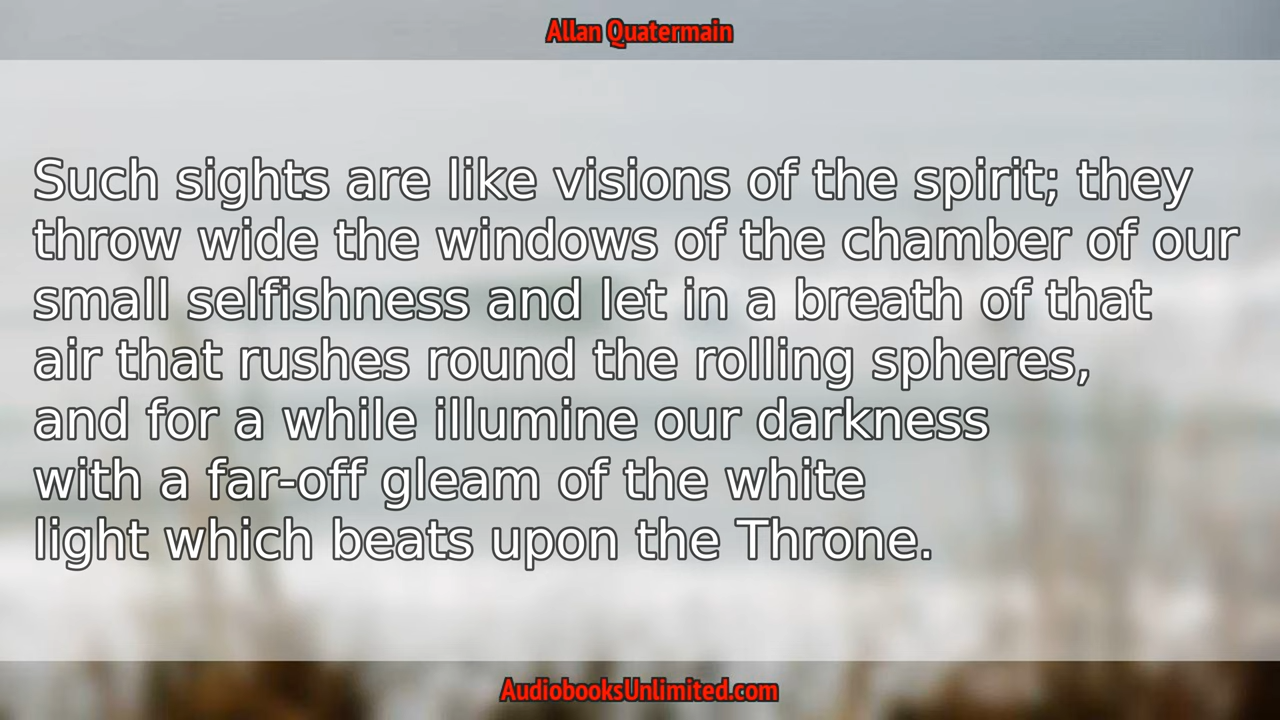 Allan Quatermain
Such sights are like visions of the spirit; they
throw wide the windows of the chamber of our
small selfishness and let in a breath of that
air that rushes round the rolling spheres,
and for a while illumine our darkness
with a far-off gleam of the white
light which beats upon the Throne.
AudiobooksUnlimited.com